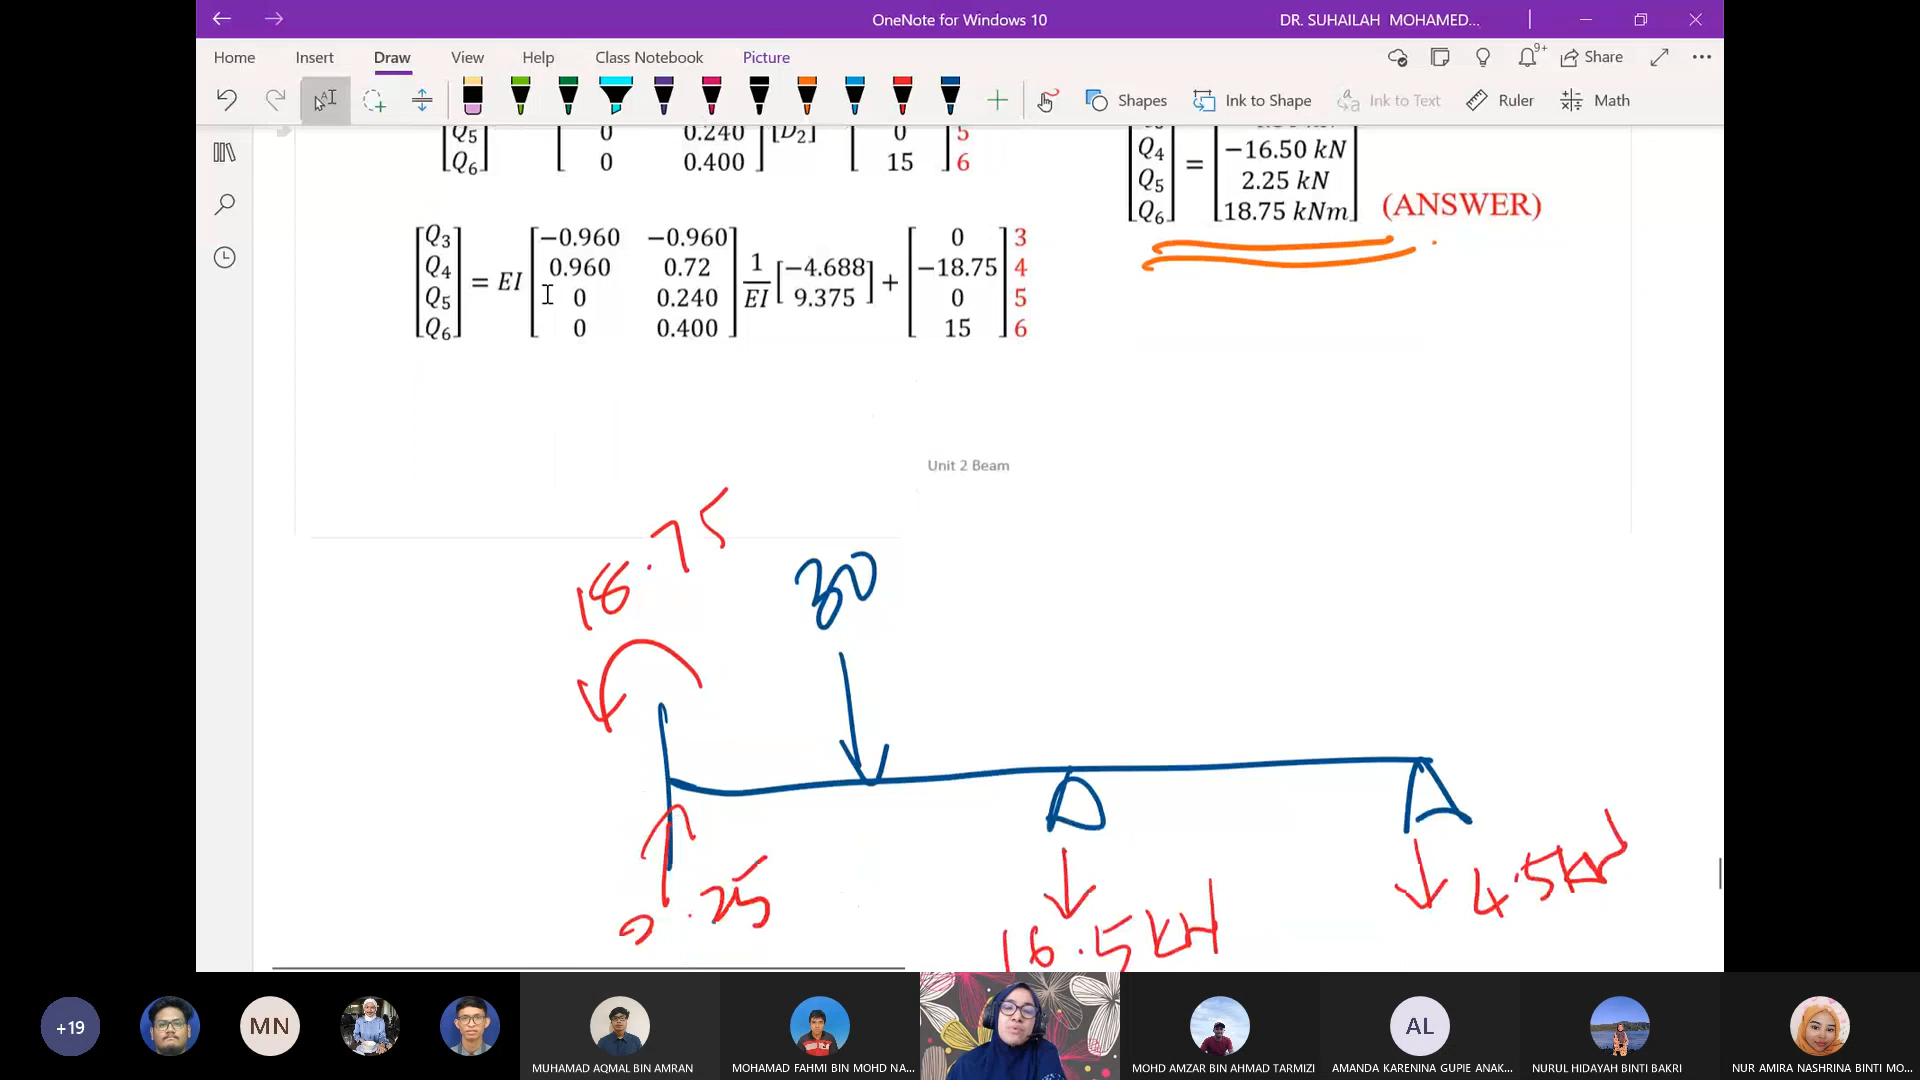 OneNote for Windows 10
DR. SUHAILAH MOHAMED...
Home Insert Draw View Help Class Notebook Picture
9+ Share
Shapes Ink to Shape Ink to Text Ruler Math
Q5 0 0.240 [D2] 0 5
Q6 0 0.400 15 6
Q4 −16.50 kN
Q5 = 2.25 kN
Q6 18.75 kNm (ANSWER)
Q3 −0.960 −0.960 0 3
Q4 0.960 0.72 1 −4.688 −18.75 4
= EI +
Q5 0 0.240 EI 9.375 0 5
Q6 0 0.400 15 6
Unit 2 Beam
18.75
30
4.5kN
16.5kN
+19
MN
AL
MUHAMAD AQMAL BIN AMRAN
MOHAMAD FAHMI BIN MOHD NA...
MOHD AMZAR BIN AHMAD TARMIZI
AMANDA KARENINA GUPIE ANAK...
NURUL HIDAYAH BINTI BAKRI
NUR AMIRA NASHRINA BINTI MO...